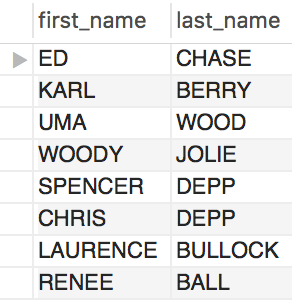 first_name last_name
ED CHASE
KARL BERRY
UMA WOOD
WOODY JOLIE
SPENCER DEPP
CHRIS DEPP
LAURENCE BULLOCK
RENEE BALL